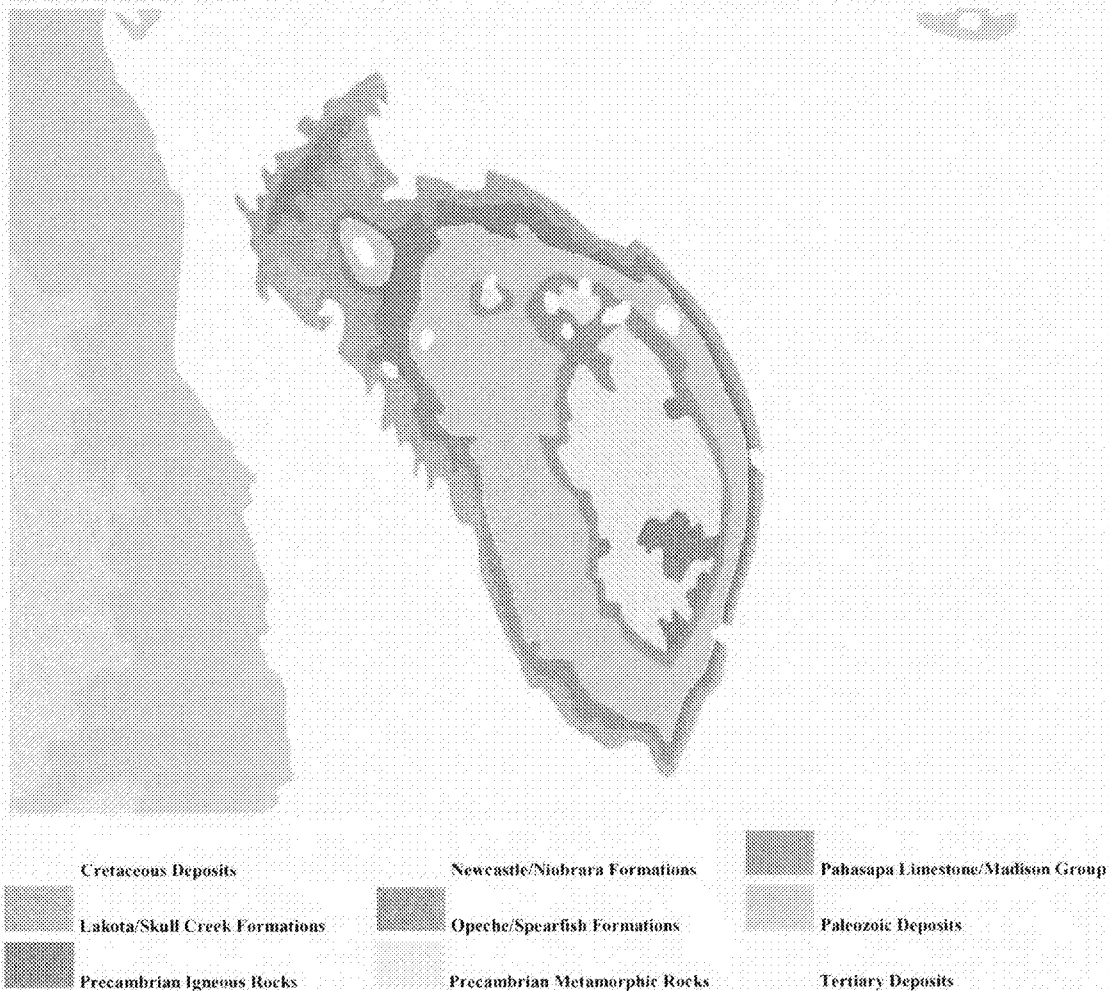 Cretaceous Deposits Newcastle/Niobrara Formations Pahasapa Limestone/Madison Group
Lakota/Skull Creek Formations Opeche/Spearfish Formations Paleozoic Deposits
Precambrian Igneous Rocks Precambrian Metamorphic Rocks Tertiary Deposits